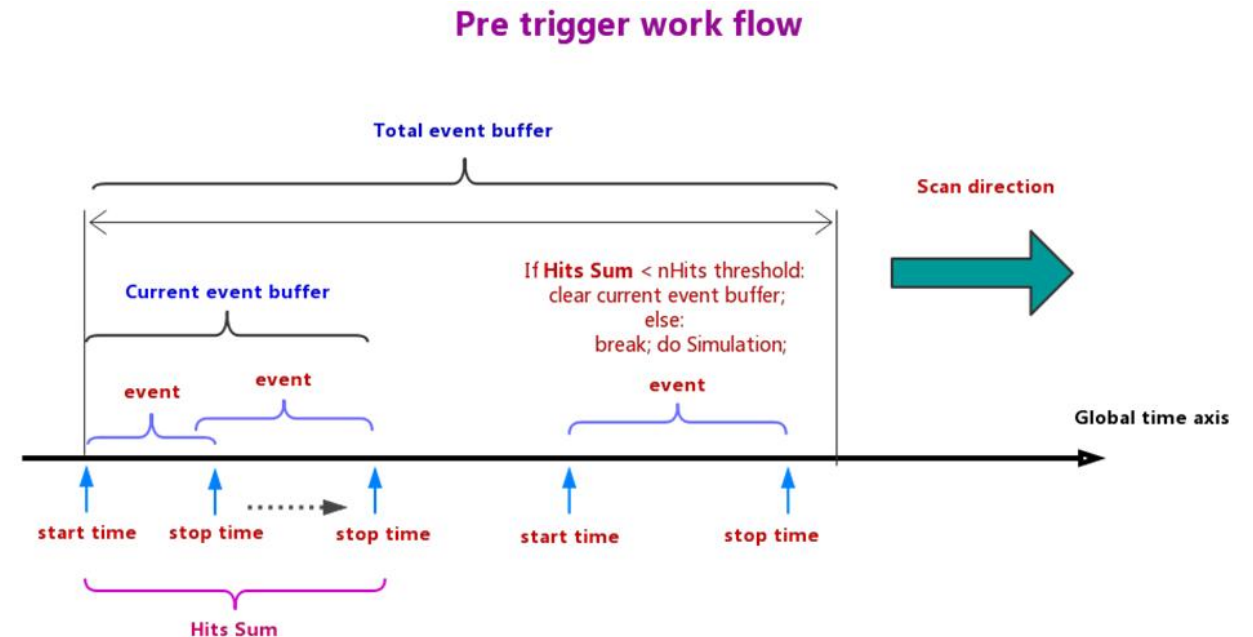 Pre trigger work flow
Total event buffer
Scan direction
If Hits Sum < nHits threshold:
clear current event buffer;
else:
break; do Simulation;
Current event buffer
event
event
event
Global time axis
start time
stop time
stop time
start time
stop time
Hits Sum